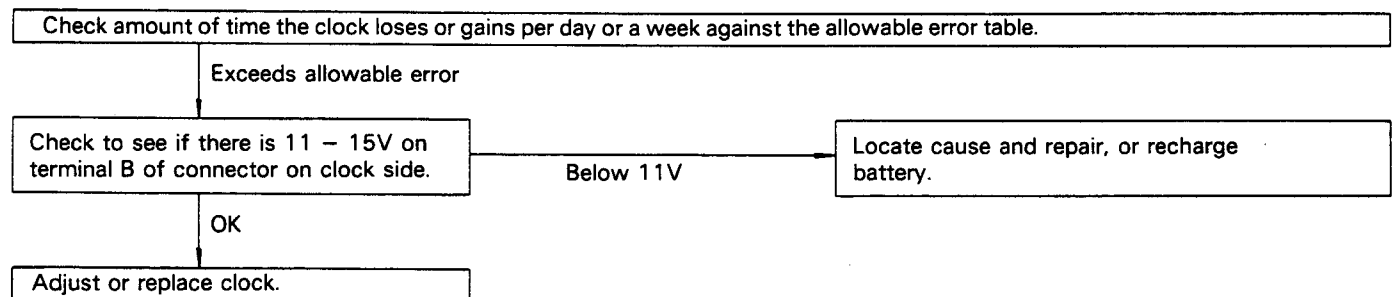 Check amount of time the clock loses or gains per day or a week against the allowable error table.
Exceeds allowable error
Check to see if there is 11 – 15V on
terminal B of connector on clock side.
Below 11V
Locate cause and repair, or recharge
battery.
OK
Adjust or replace clock.